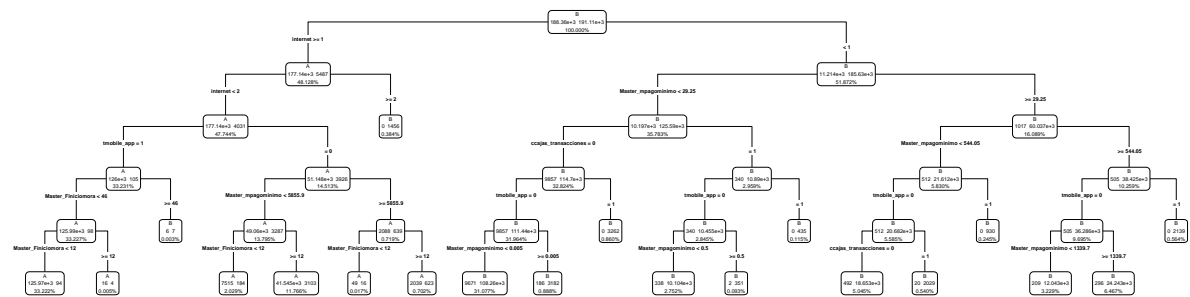 B
188.36e+3 191.11e+3
100.000%
internet >= 1
< 1
A
177.14e+3 5487
48.128%
B
11.214e+3 185.63e+3
51.872%
internet < 2
>= 2
Master_mpagominimo < 29.25
>= 29.25
A
177.14e+3 4031
47.744%
B
0 1456
0.384%
B
10.197e+3 125.59e+3
35.783%
B
1017 60.037e+3
16.089%
tmobile_app = 1
= 0
ccajas_transacciones = 0
= 1
Master_mpagominimo < 544.05
>= 544.05
A
126e+3 105
33.231%
A
51.148e+3 3926
14.513%
B
9857 114.7e+3
32.824%
B
340 10.89e+3
2.959%
B
512 21.612e+3
5.830%
B
505 38.425e+3
10.259%
Master_Finiciomora < 46
>= 46
Master_mpagominimo < 5855.9
>= 5855.9
tmobile_app = 0
= 1
tmobile_app = 0
= 1
tmobile_app = 0
= 1
tmobile_app = 0
= 1
A
125.99e+3 98
33.227%
B
6 7
0.003%
A
49.06e+3 3287
13.795%
A
2088 639
0.719%
B
9857 111.44e+3
31.964%
B
0 3262
0.860%
B
340 10.455e+3
2.845%
B
0 435
0.115%
B
512 20.682e+3
5.585%
B
0 930
0.245%
B
505 36.286e+3
9.695%
B
0 2139
0.564%
Master_Finiciomora < 12
>= 12
Master_Finiciomora < 12
>= 12
Master_Finiciomora < 12
>= 12
Master_mpagominimo < 0.005
>= 0.005
Master_mpagominimo < 0.5
>= 0.5
ccajas_transacciones = 0
= 1
Master_mpagominimo < 1339.7
>= 1339.7
A
125.97e+3 94
33.222%
A
16 4
0.005%
A
7515 184
2.029%
A
41.545e+3 3103
11.766%
A
49 16
0.017%
A
2039 623
0.702%
B
9671 108.26e+3
31.077%
B
186 3182
0.888%
B
338 10.104e+3
2.752%
B
2 351
0.093%
B
492 18.653e+3
5.045%
B
20 2029
0.540%
B
209 12.043e+3
3.229%
B
296 24.243e+3
6.467%